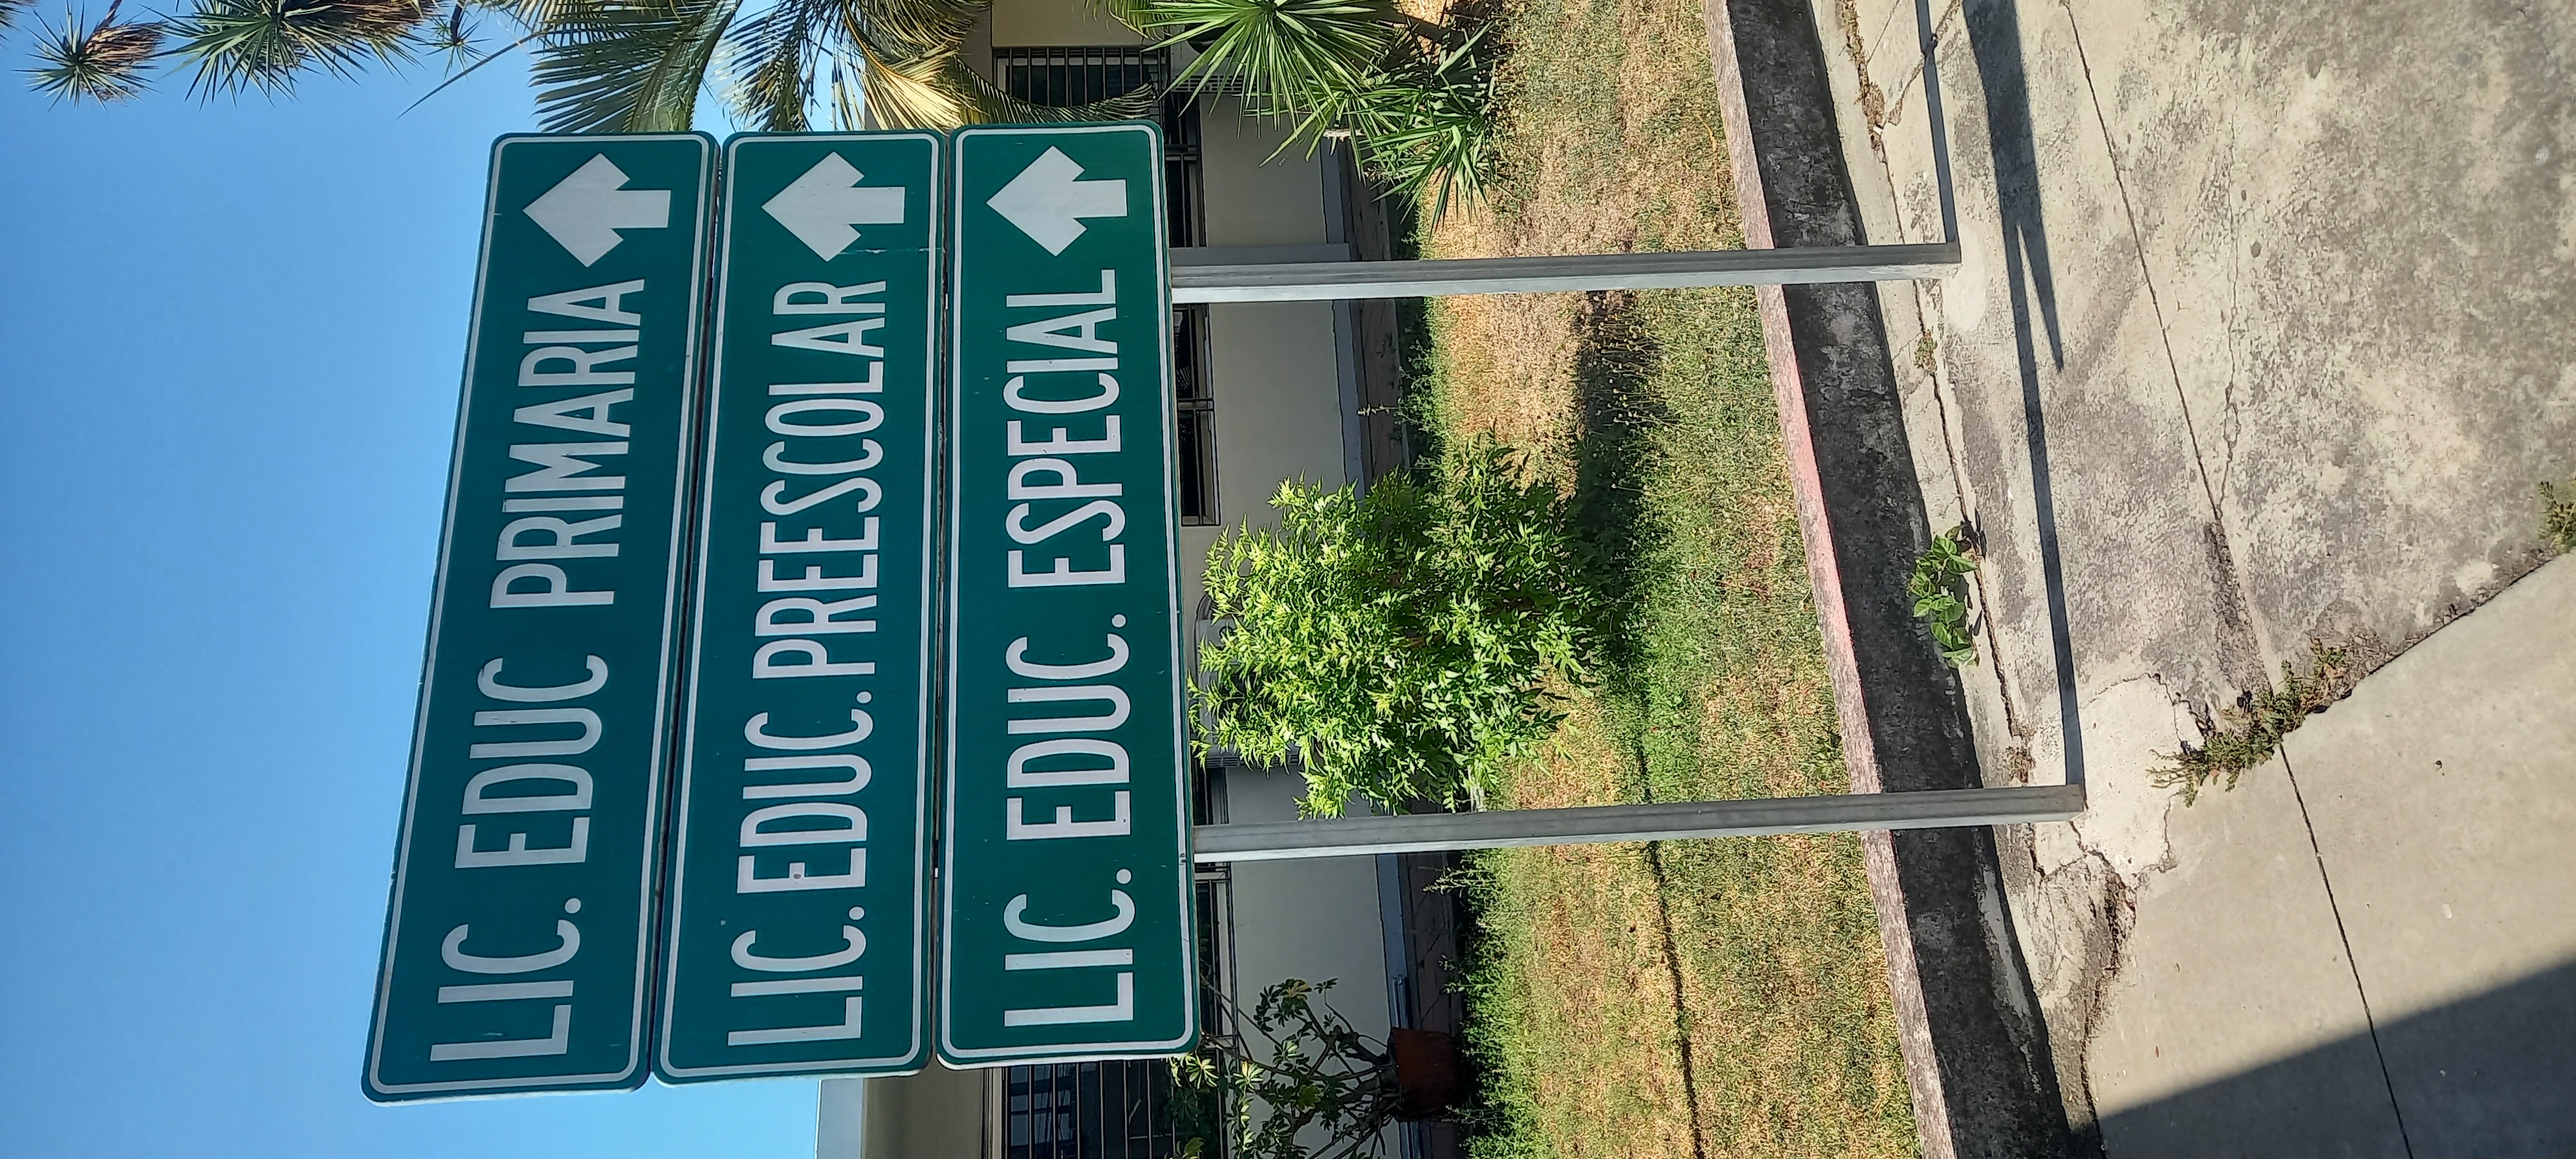 LIC. EDUC PRIMARIA
LIC. EDUC. PREESCOLAR
LIC. EDUC. ESPECIAL